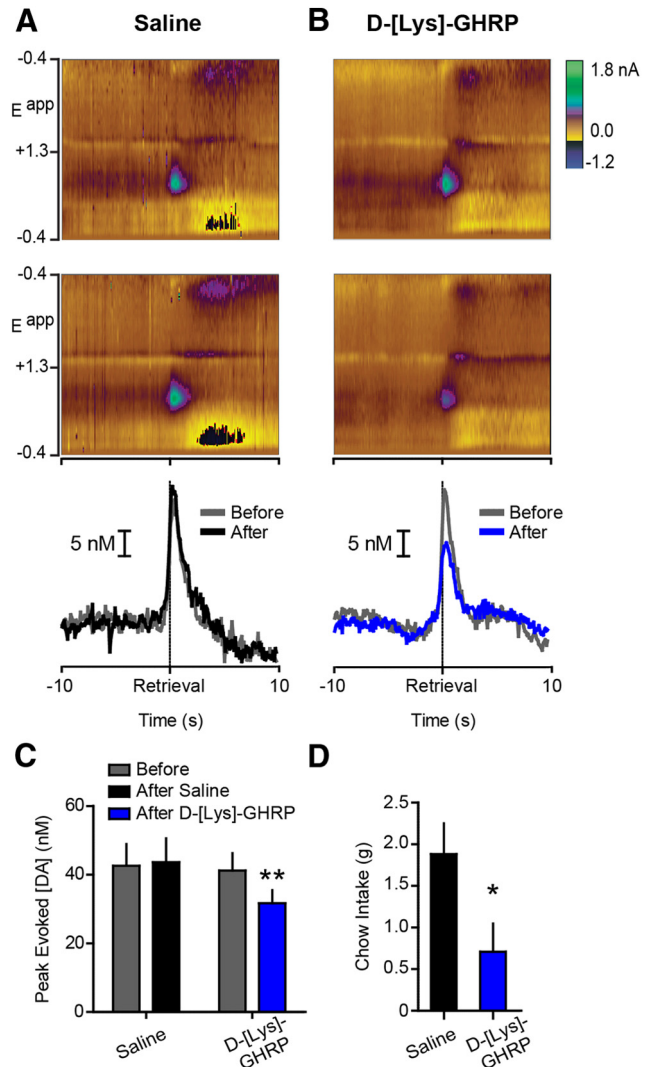 A Saline
B D-[Lys]-GHRP
-0.4
E app
+1.3
-0.4
1.8 nA
0.0
-1.2
-0.4
E app
+1.3
-0.4
-10 10
5 nM
Before
After
5 nM
Before
After
-10 Retrieval 10
Time (s)
-10 Retrieval 10
Time (s)
C
Before
After Saline
After D-[Lys]-GHRP
Peak Evoked [DA] (nM)
60
40
20
0
**
Saline
D-[Lys]-
GHRP
D
Chow Intake (g)
2.5
2.0
1.5
1.0
0.5
0
*
Saline
D-[Lys]-
GHRP